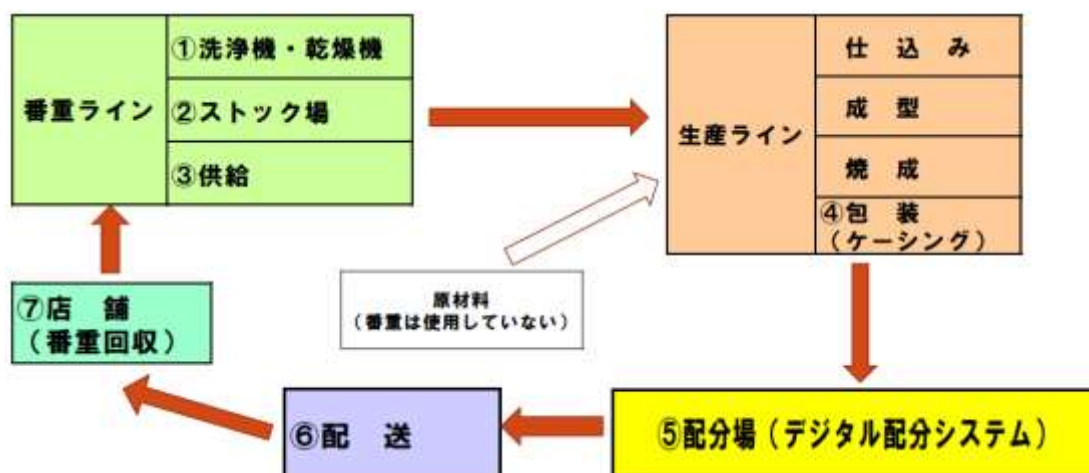 番重ライン
①洗浄機・乾燥機
②ストック場
③供給
生産ライン
仕 込 み
成 型
焼 成
④包 装
(ケーシング)
原材料
(番重は使用していない)
⑦店 舗
(番重回収)
⑥配 送
⑤配分場(デジタル配分システム)